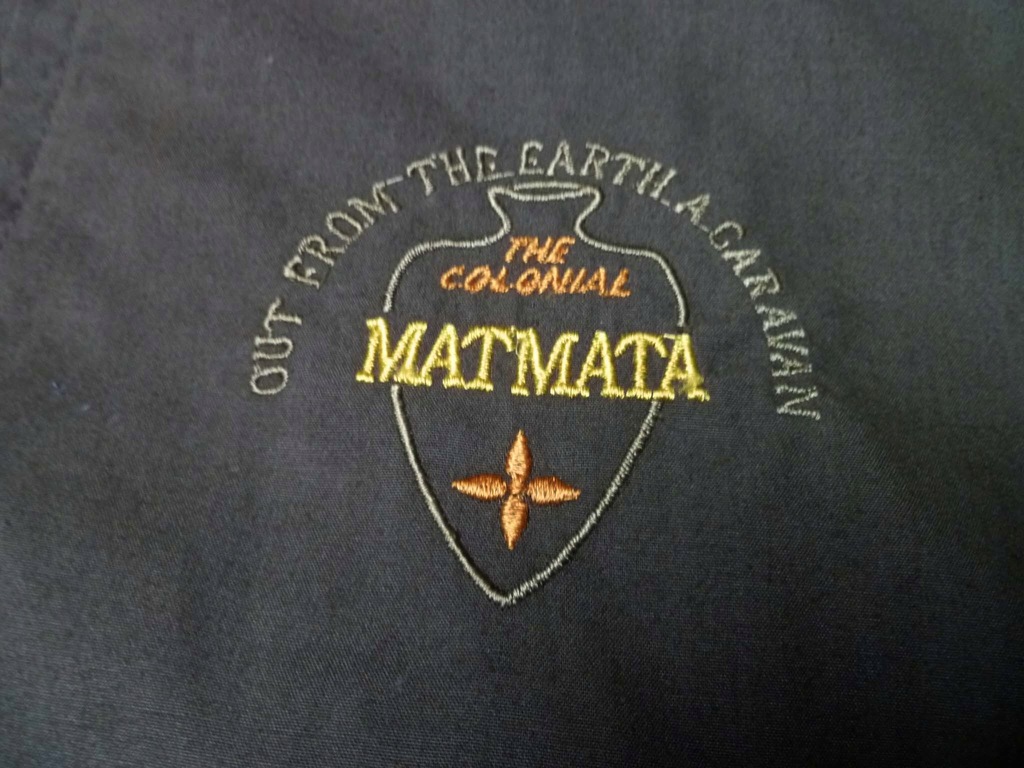 OUT FROM THE EARTH.A.CARAVAN
THE
COLONIAL
MATMATA